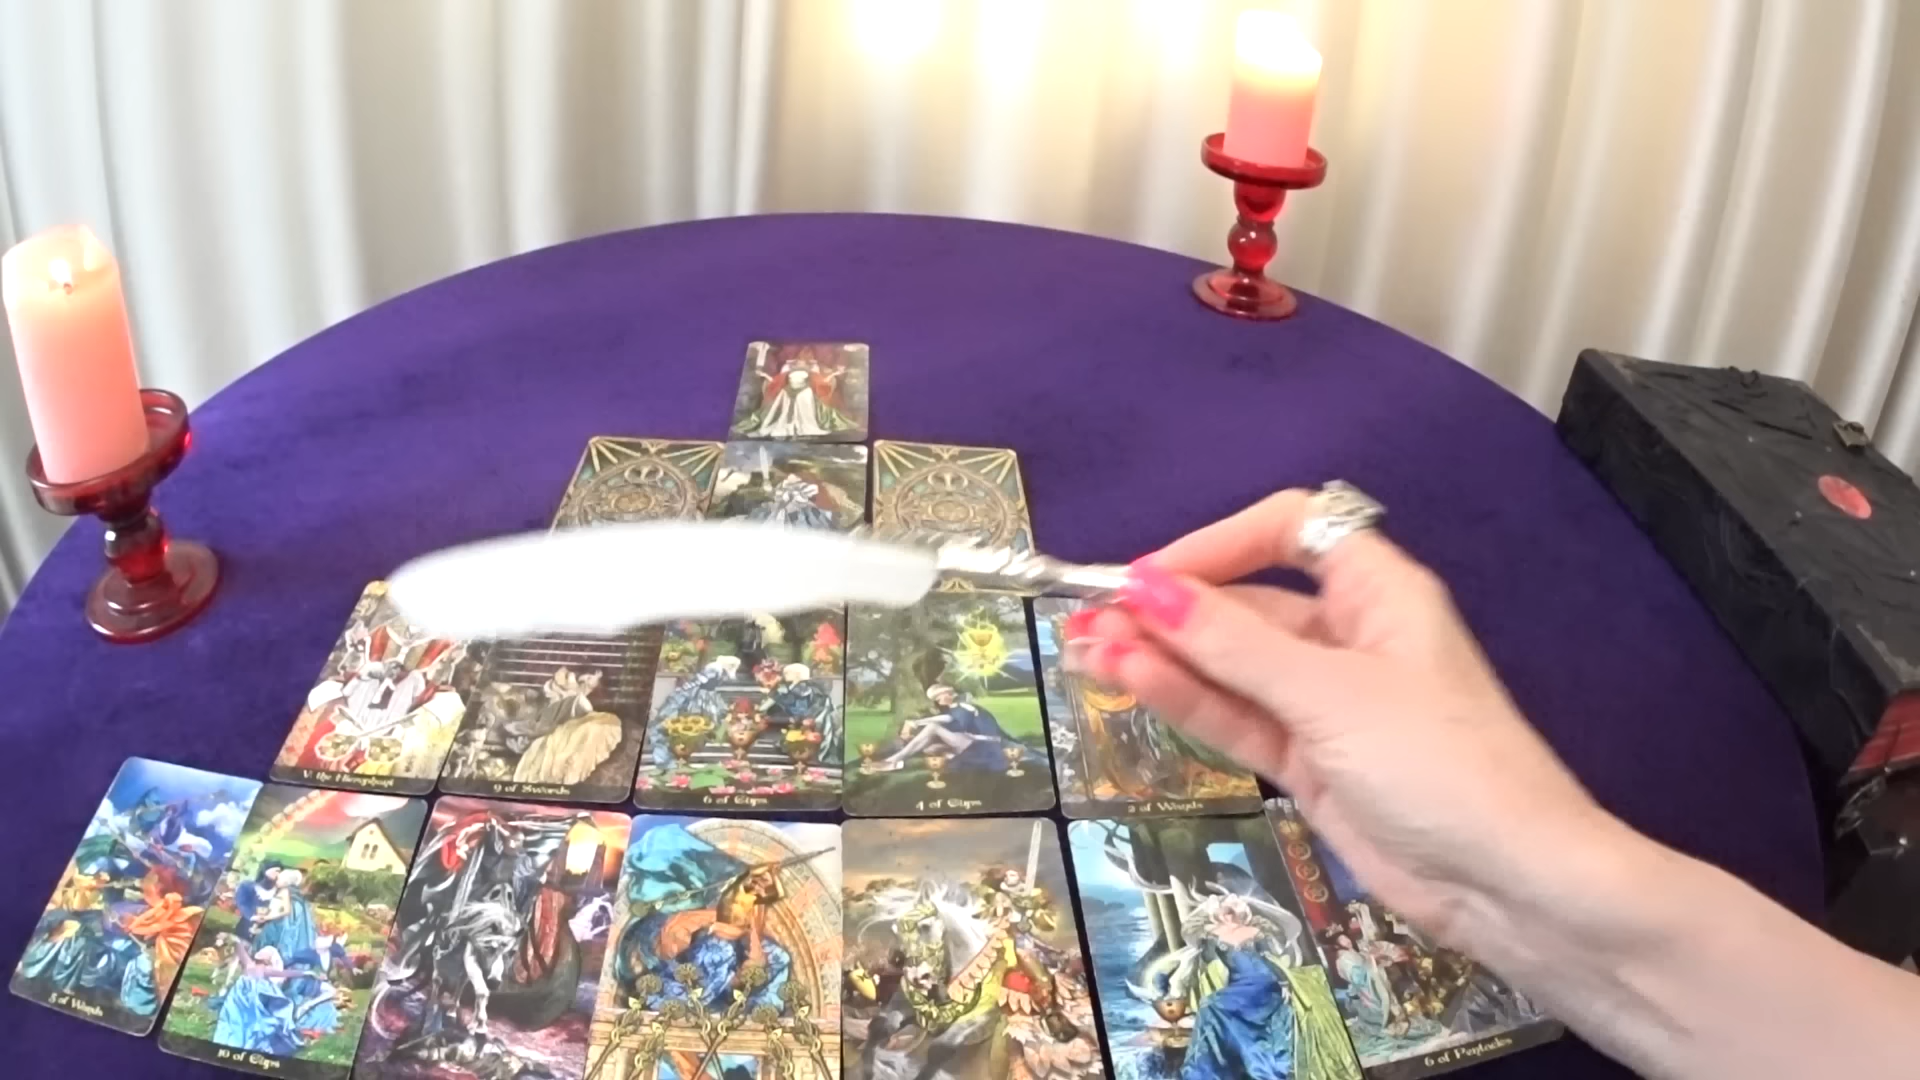 V. the Hierophant
9 of Swords
6 of Cups
4 of Cups
2 of Wands
5 of Wands
10 of Cups
6 of Pentacles